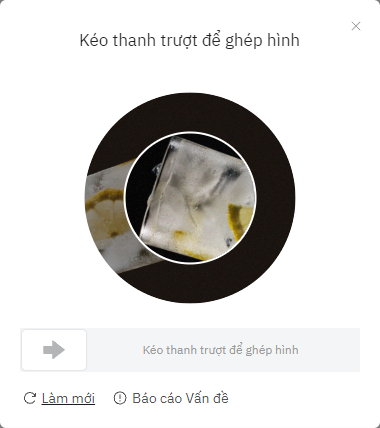 Kéo thanh trượt để ghép hình
Kéo thanh trượt để ghép hình
Làm mới
Báo cáo Vấn đề